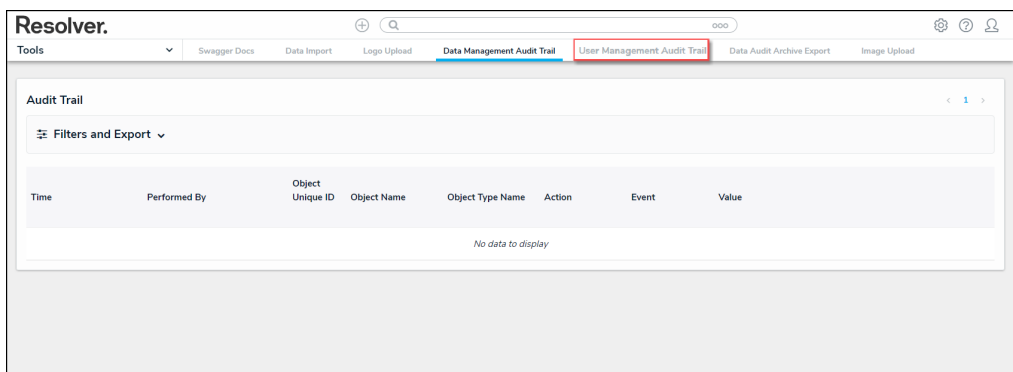 Resolver.
Tools
Swagger Docs
Data Import
Logo Upload
Data Management Audit Trail
User Management Audit Trail
Data Audit Archive Export
Image Upload
Audit Trail
1
Filters and Export
Time
Performed By
Object
Unique ID
Object Name
Object Type Name
Action
Event
Value
No data to display